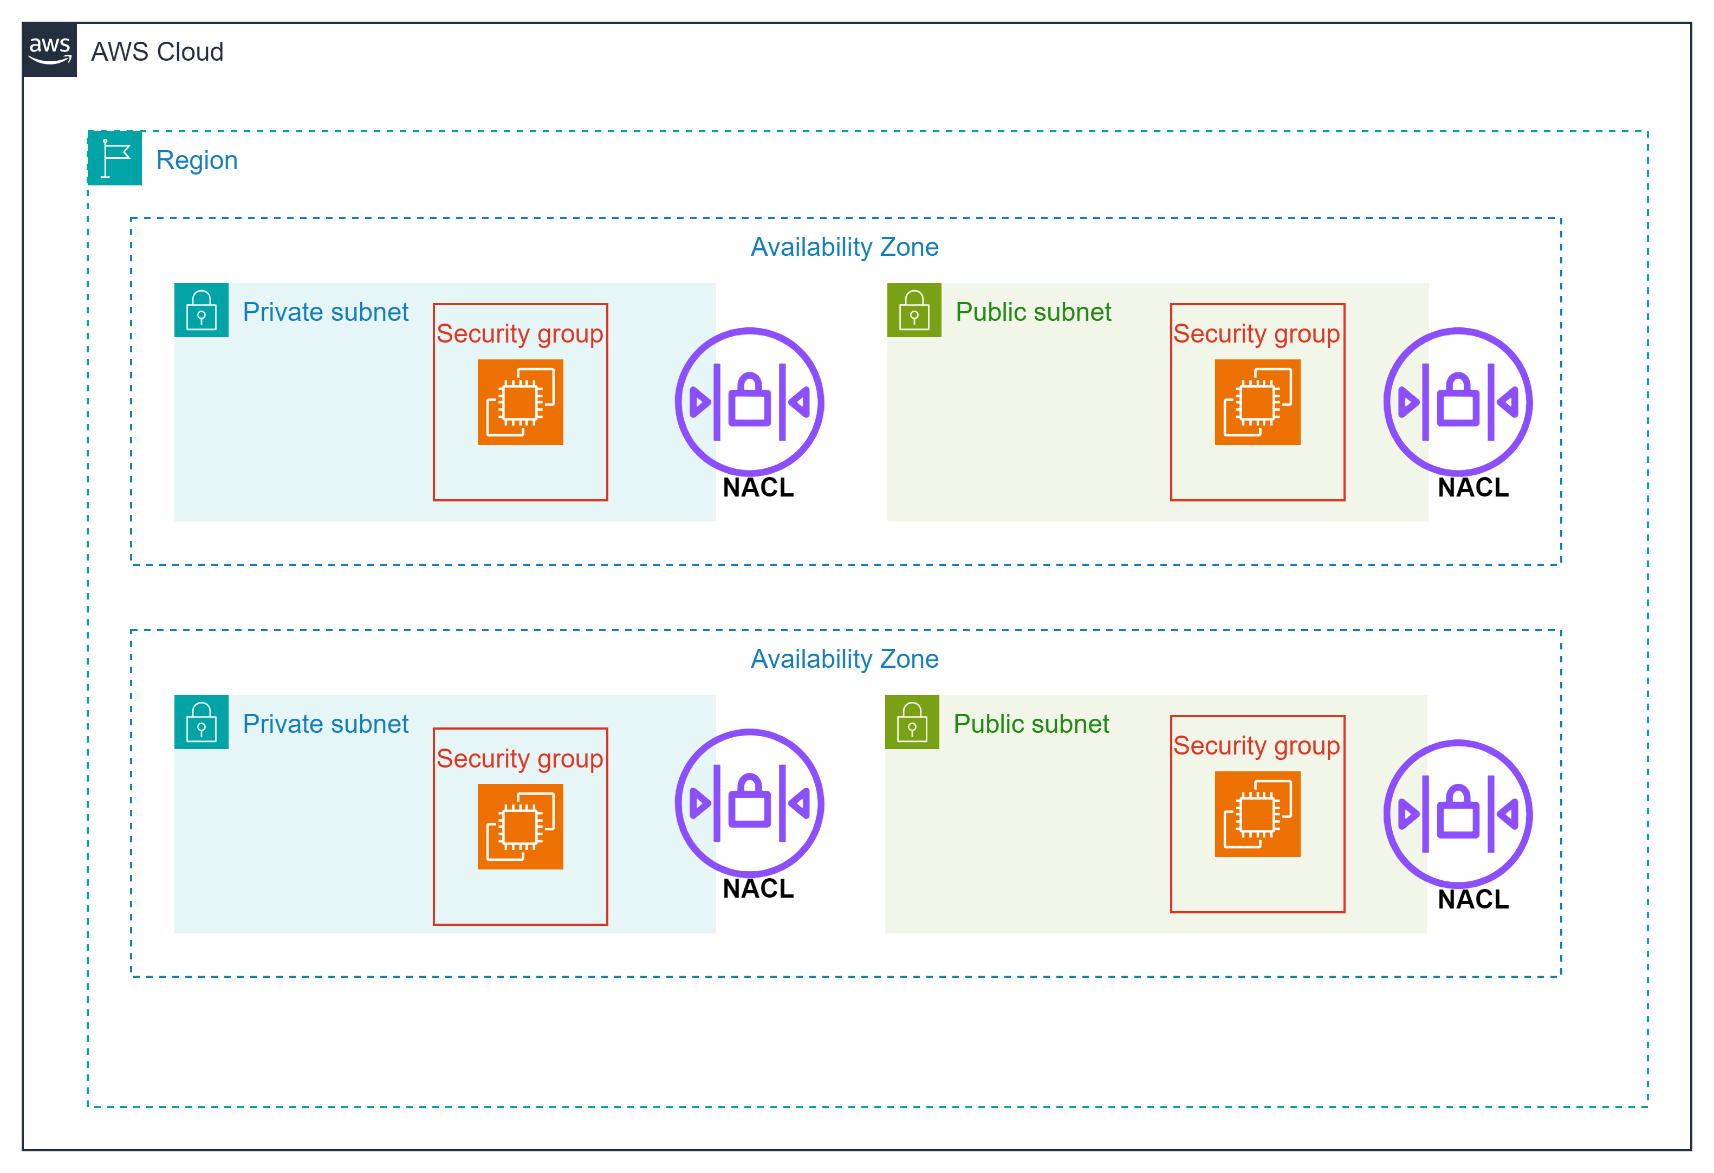 aws
AWS Cloud
Region
Availability Zone
Private subnet
Security group
NACL
Public subnet
Security group
NACL
Availability Zone
Private subnet
Security group
NACL
Public subnet
Security group
NACL